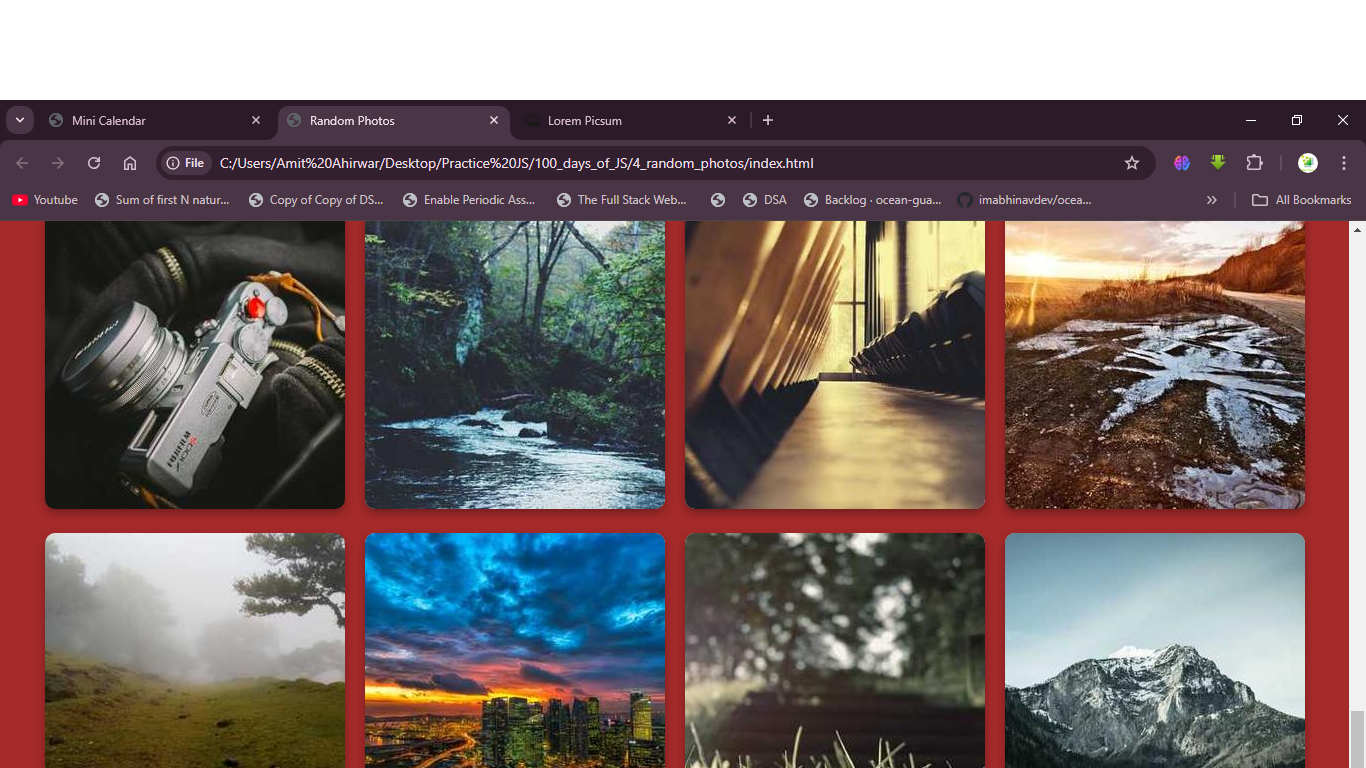 Mini Calendar
Random Photos
Lorem Picsum
File
C:/Users/Amit%20Ahirwar/Desktop/Practice%20JS/100_days_of_JS/4_random_photos/index.html
Youtube
Sum of first N natur...
Copy of Copy of DS...
Enable Periodic Ass...
The Full Stack Web...
DSA
Backlog · ocean-gua...
imabhinavdev/ocea...
All Bookmarks
FUJIFILM
X100S